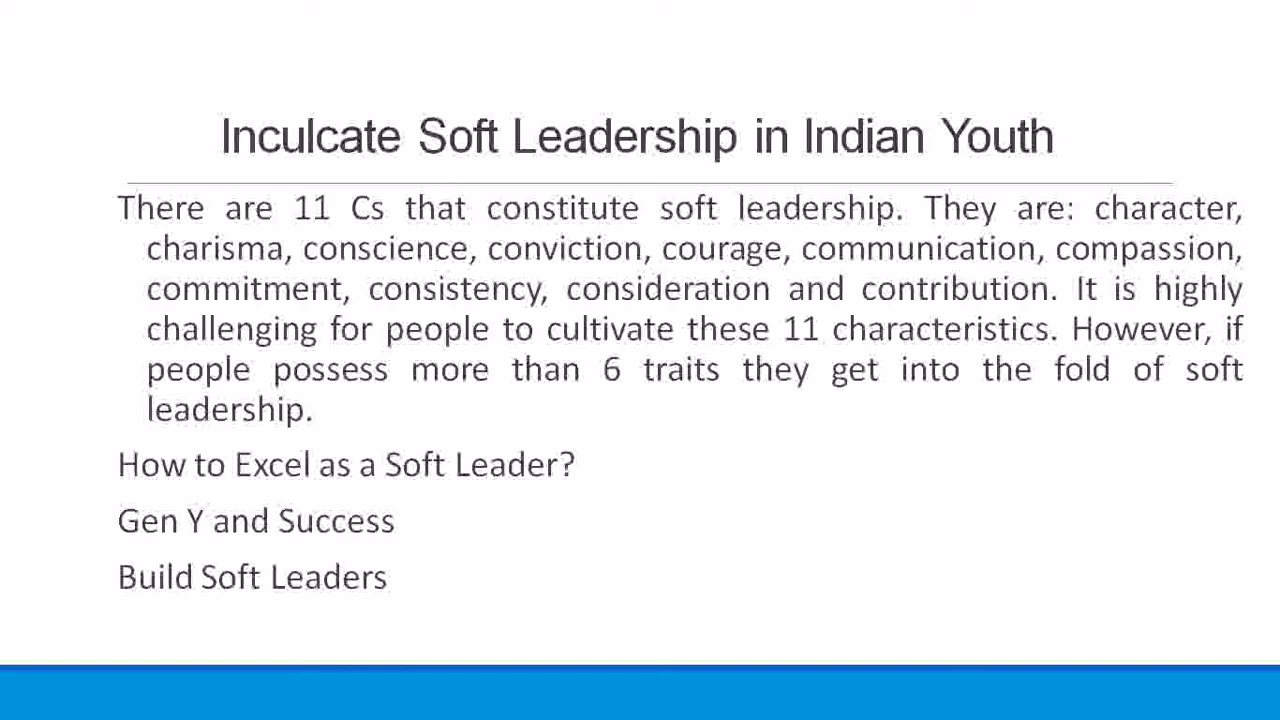 Inculcate Soft Leadership in Indian Youth
There are 11 Cs that constitute soft leadership. They are: character,
charisma, conscience, conviction, courage, communication, compassion,
commitment, consistency, consideration and contribution. It is highly
challenging for people to cultivate these 11 characteristics. However, if
people possess more than 6 traits they get into the fold of soft
leadership.
How to Excel as a Soft Leader?
Gen Y and Success
Build Soft Leaders